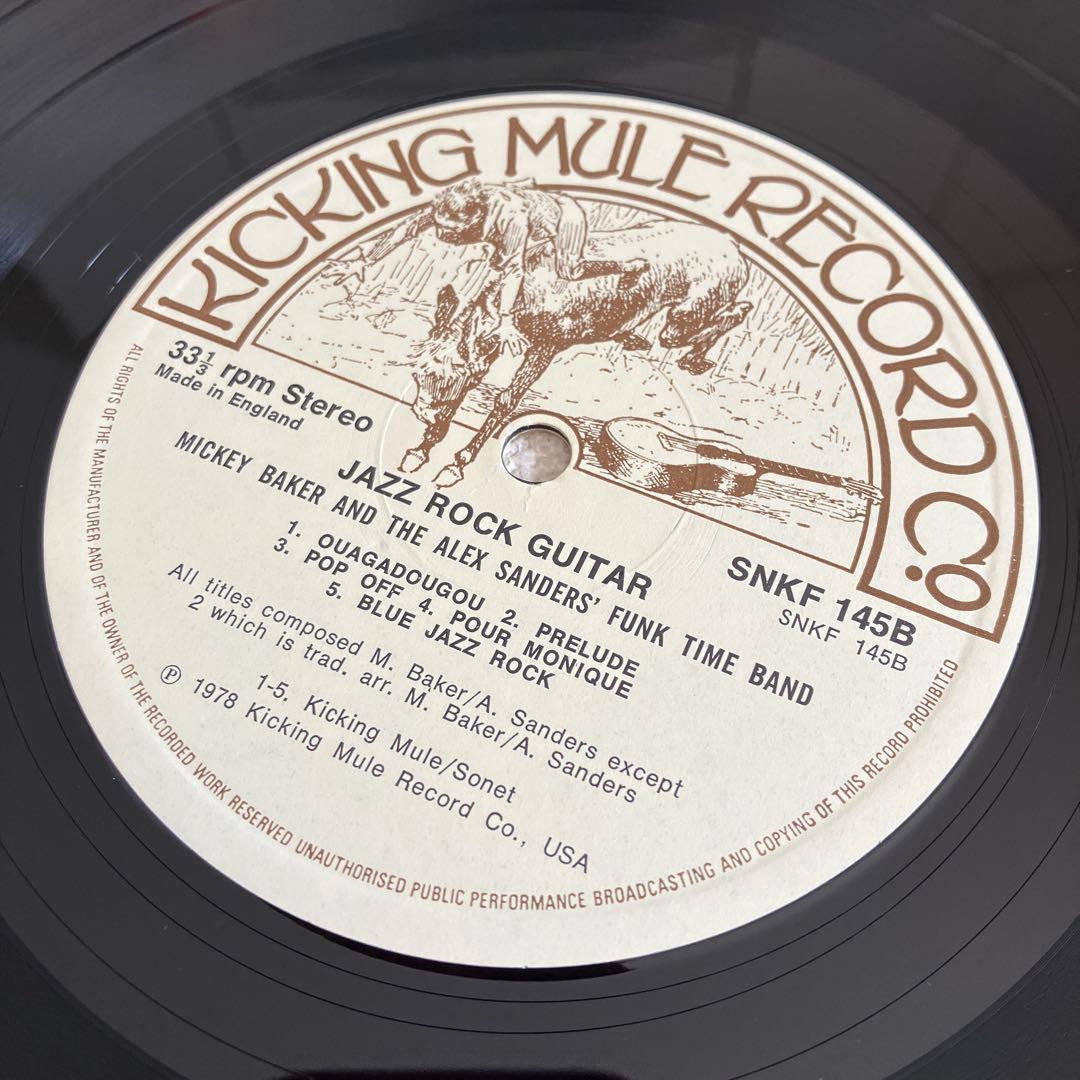 KICKING MULE RECORD CO.
33⅓ rpm Stereo
Made in England
SNKF 145B
SNKF 145B
JAZZ ROCK GUITAR
MICKEY BAKER AND THE ALEX SANDERS' FUNK TIME BAND
1. OUAGADOUGOU 2. PRELUDE
3. POP OFF 4. POUR MONIQUE
5. BLUE JAZZ ROCK
All titles composed M. Baker/A. Sanders except
2 which is trad. arr. M. Baker/A. Sanders
1-5. Kicking Mule/Sonet
℗ 1978 Kicking Mule Record Co., USA
ALL RIGHTS OF THE MANUFACTURER AND OF THE OWNER OF THE RECORDED WORK RESERVED UNAUTHORISED PUBLIC PERFORMANCE BROADCASTING AND COPYING OF THIS RECORD PROHIBITED